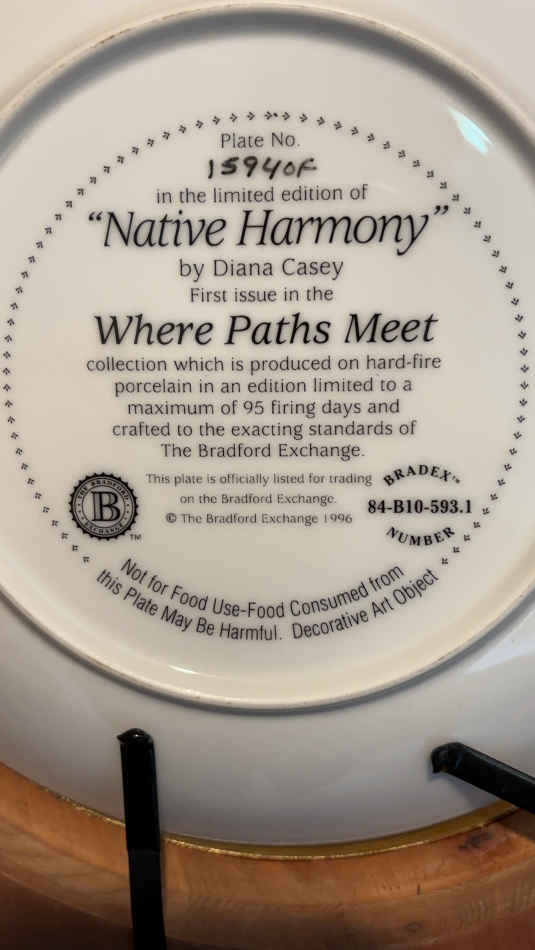 Plate No.
15940F
in the limited edition of
“Native Harmony”
by Diana Casey
First issue in the
Where Paths Meet
collection which is produced on hard-fire
porcelain in an edition limited to a
maximum of 95 firing days and
crafted to the exacting standards of
The Bradford Exchange.
This plate is officially listed for trading
on the Bradford Exchange.
© The Bradford Exchange 1996
THE BRADFORD
B
EXCHANGE
TM
BRADEX™
84-B10-593.1
NUMBER
Not for Food Use-Food Consumed from
this Plate May Be Harmful. Decorative Art Object